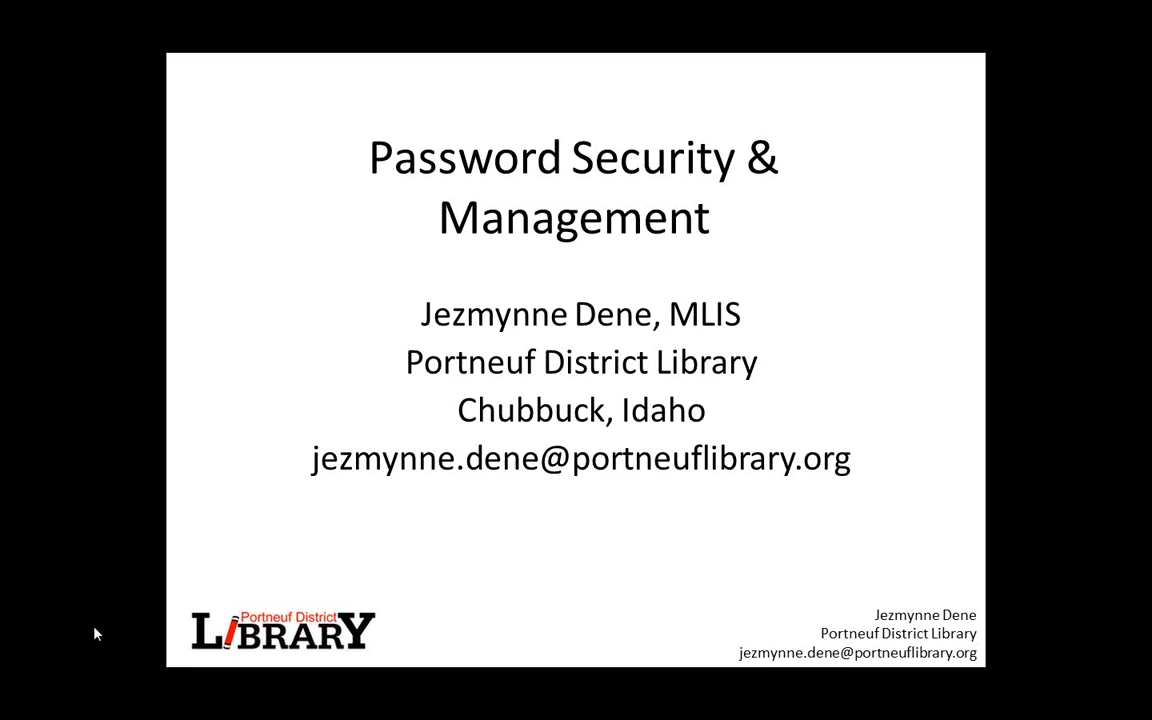 Password Security &
Management
Jezmynne Dene, MLIS
Portneuf District Library
Chubbuck, Idaho
jezmynne.dene@portneuflibrary.org
Portneuf District
LIBRARY
Jezmynne Dene
Portneuf District Library
jezmynne.dene@portneuflibrary.org